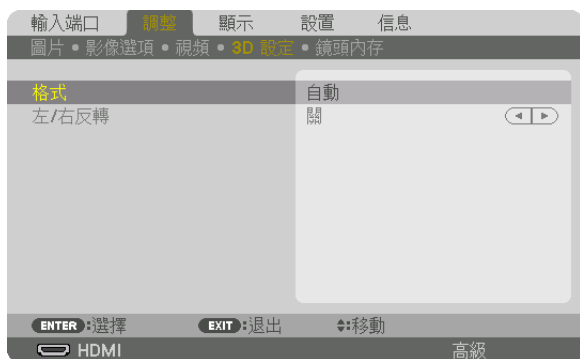 輸入端口 調整 顯示 設置 信息
圖片 • 影像選項 • 視頻 • 3D 設定 • 鏡頭內存
格式 自動
左/右反轉 關
ENTER :選擇 EXIT :退出 :移動
HDMI 高級